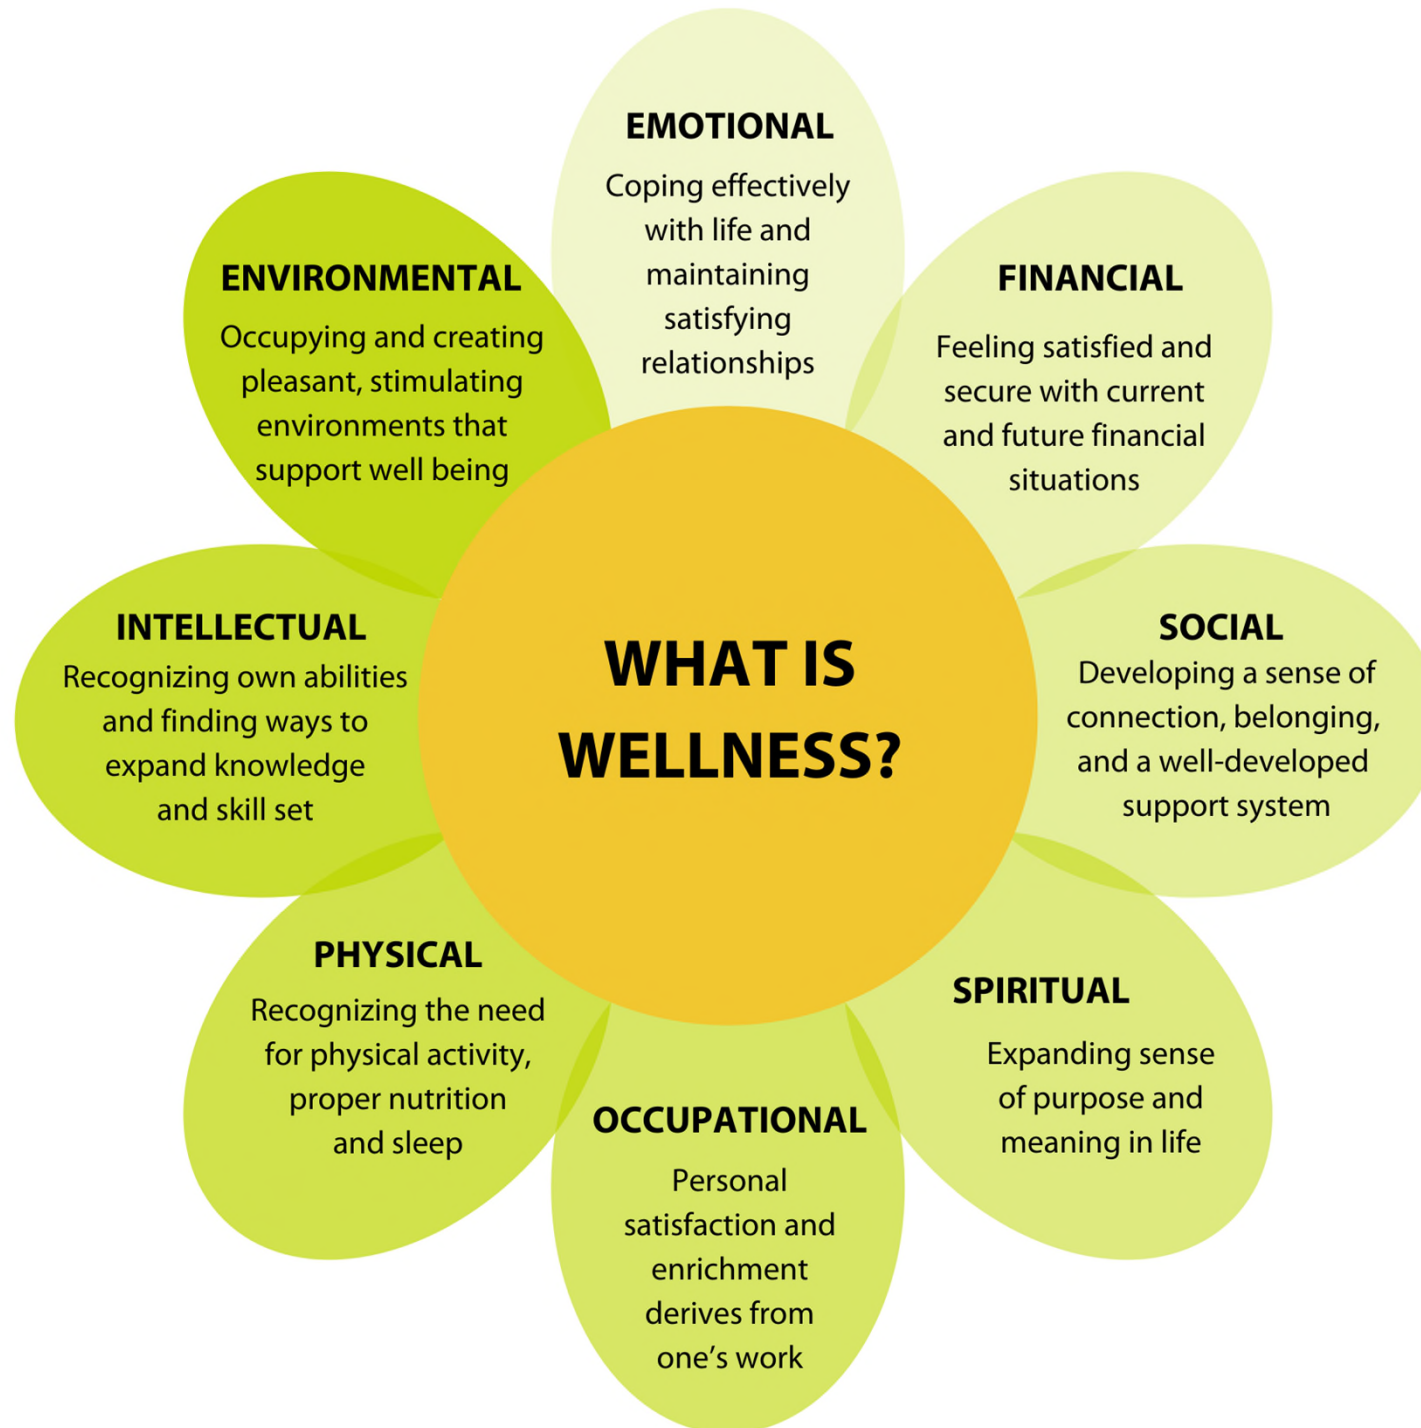 EMOTIONAL
Coping effectively
with life and
maintaining
satisfying
relationships
FINANCIAL
Feeling satisfied and
secure with current
and future financial
situations
SOCIAL
Developing a sense of
connection, belonging,
and a well-developed
support system
SPIRITUAL
Expanding sense
of purpose and
meaning in life
OCCUPATIONAL
Personal
satisfaction and
enrichment
derives from
one’s work
PHYSICAL
Recognizing the need
for physical activity,
proper nutrition
and sleep
INTELLECTUAL
Recognizing own abilities
and finding ways to
expand knowledge
and skill set
ENVIRONMENTAL
Occupying and creating
pleasant, stimulating
environments that
support well being
WHAT IS
WELLNESS?